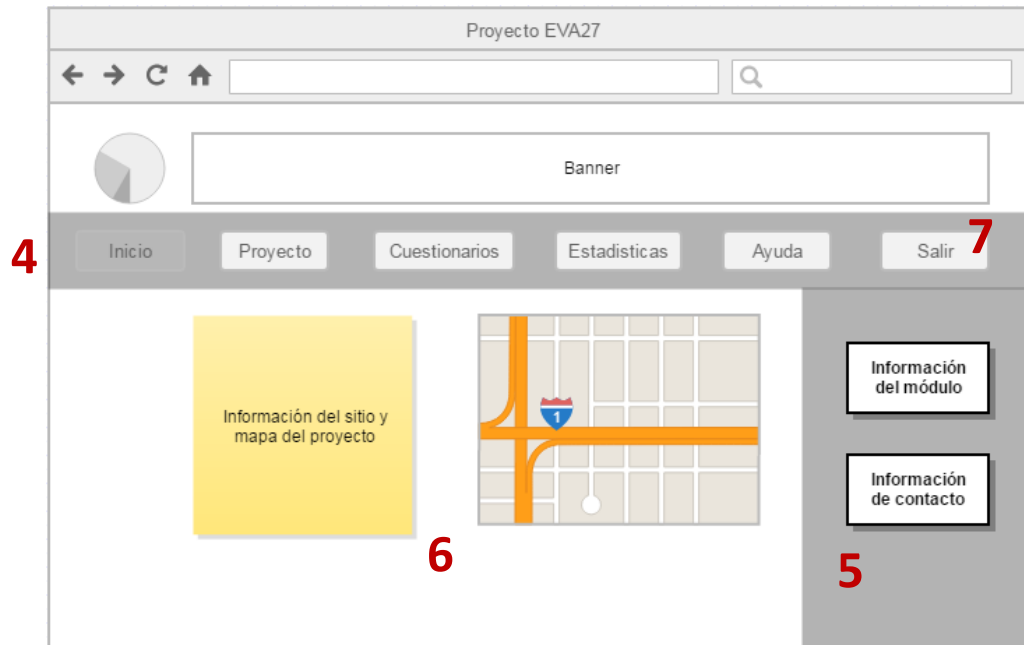 Proyecto EVA27
Banner
4
Inicio
Proyecto
Cuestionarios
Estadisticas
Ayuda
Salir
7
Información del sitio y
mapa del proyecto
1
Información
del módulo
Información
de contacto
6
5